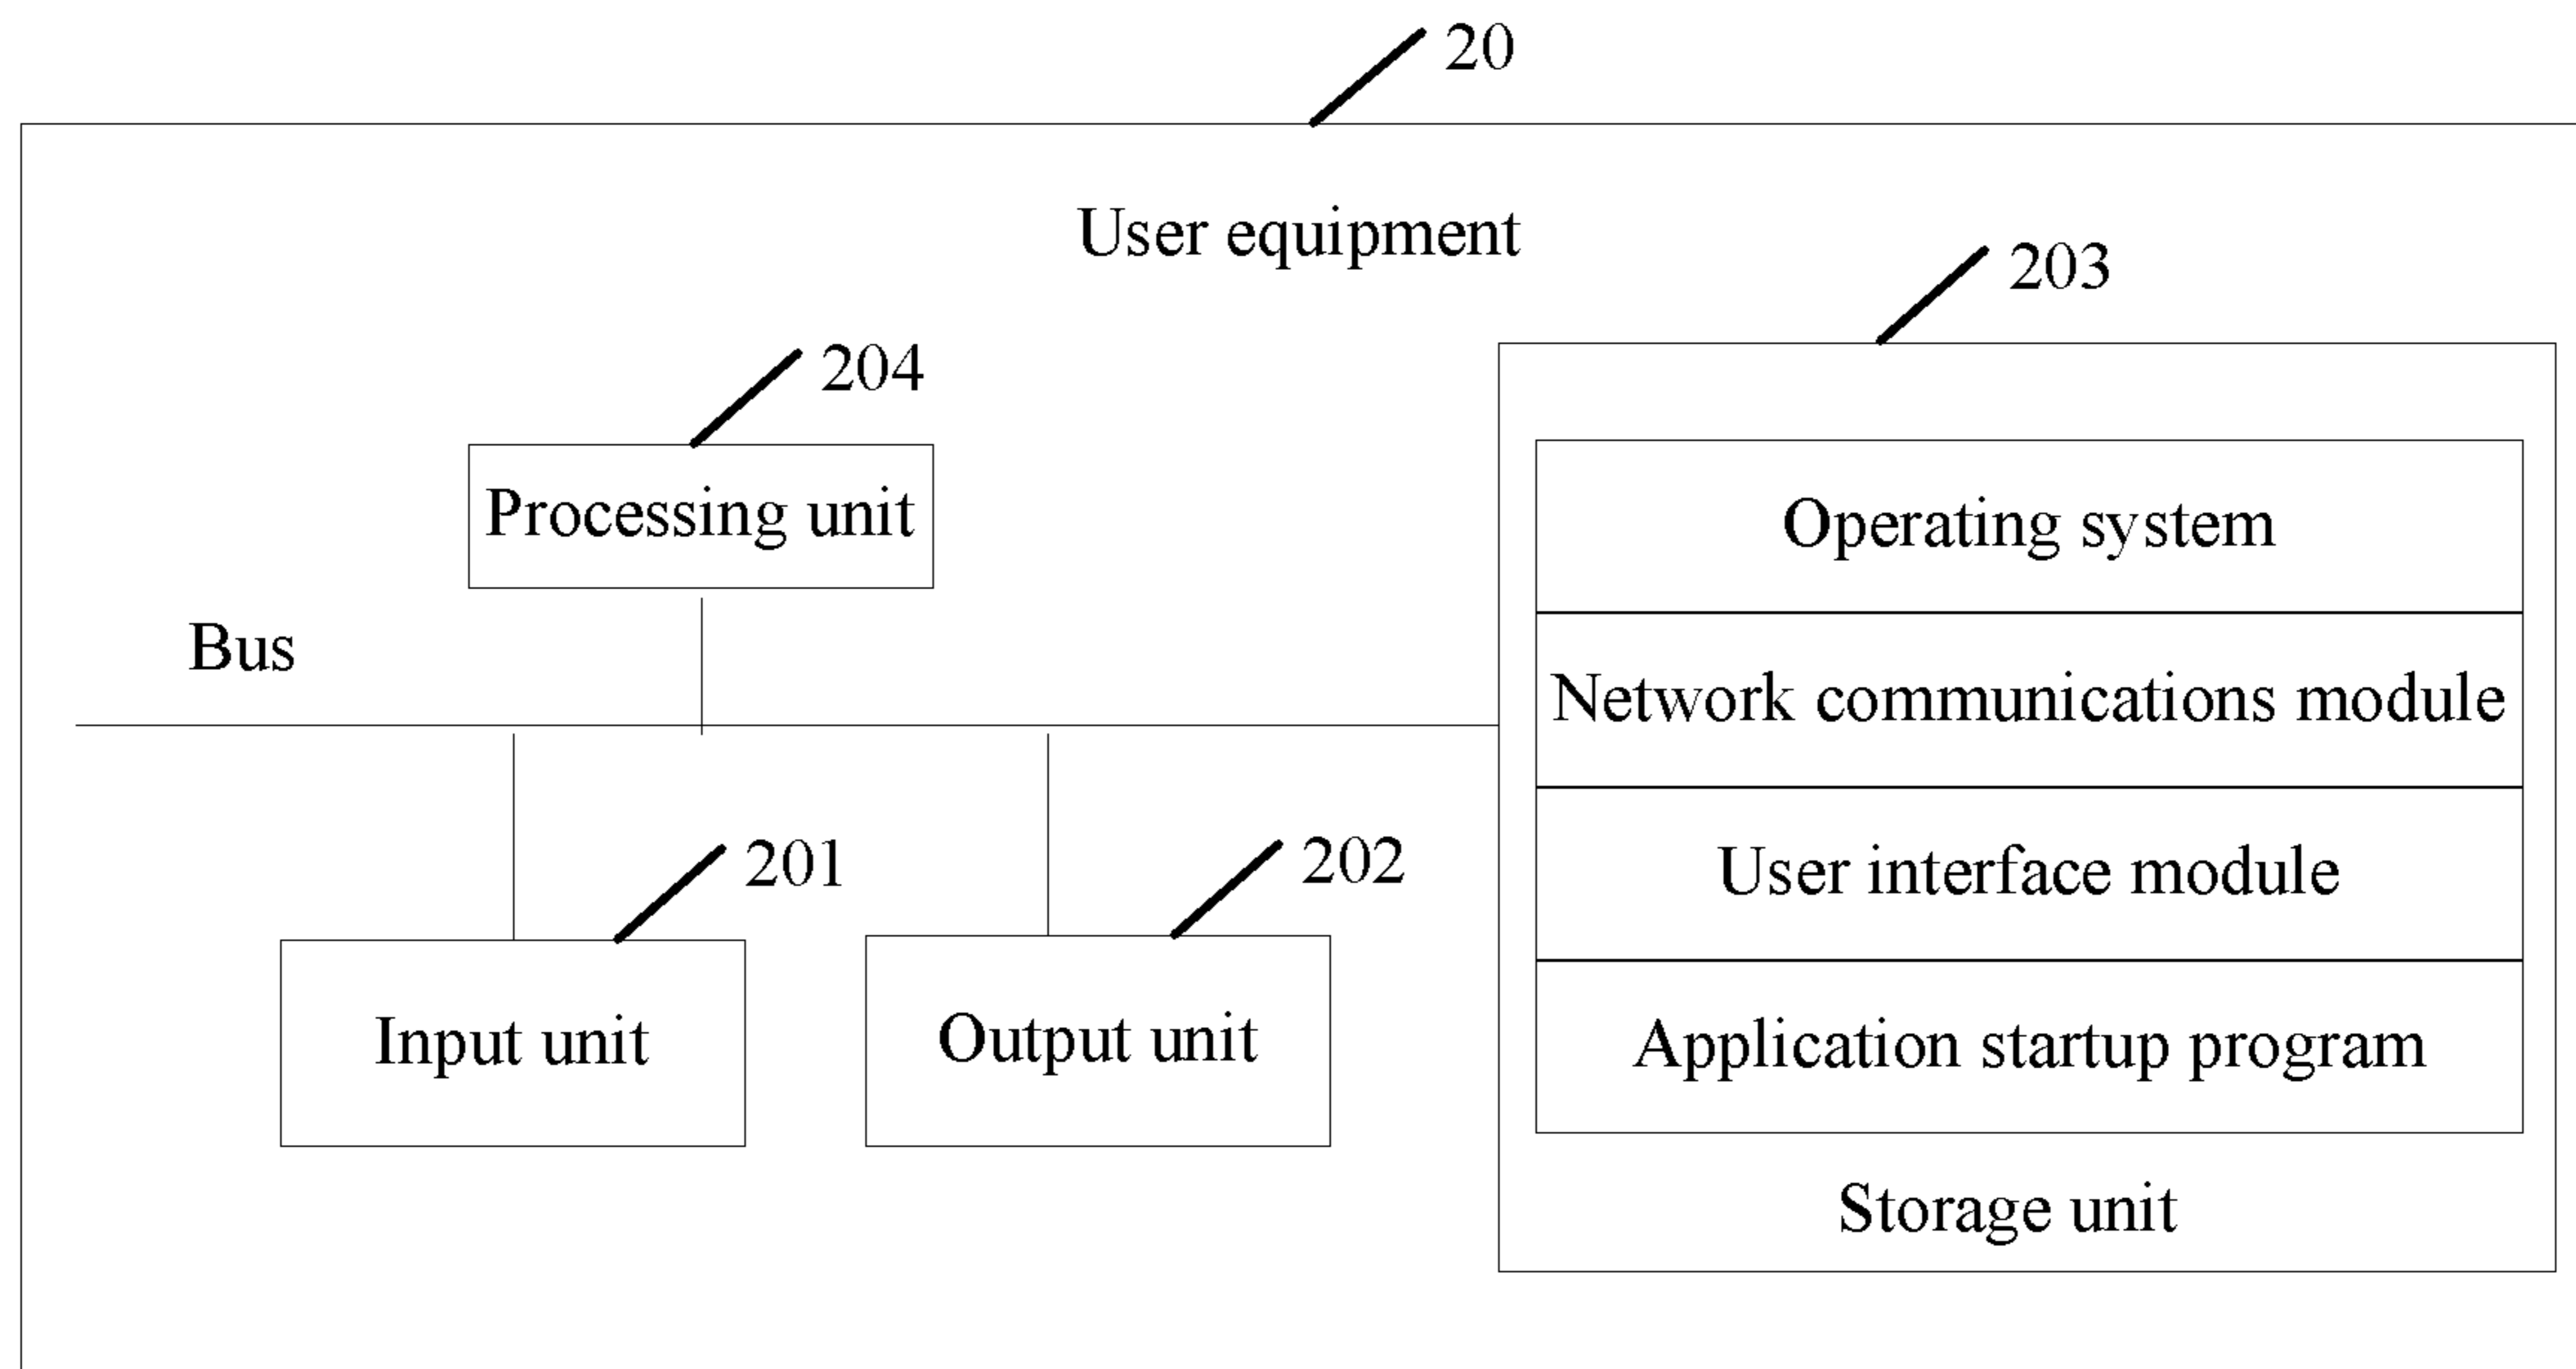 20
User equipment
203
204
Processing unit
Operating system
Bus
Network communications module
201
202
User interface module
Input unit
Output unit
Application startup program
Storage unit